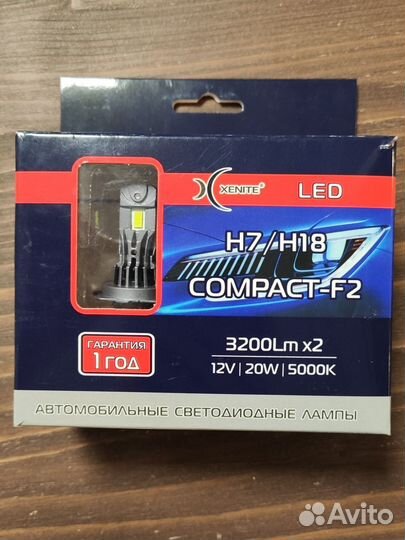 XENITE
LED
H7/H18
COMPACT-F2
ГАРАНТИЯ
1 ГОД
3200Lm x2
12V | 20W | 5000K
АВТОМОБИЛЬНЫЕ СВЕТОДИОДНЫЕ ЛАМПЫ
Avito